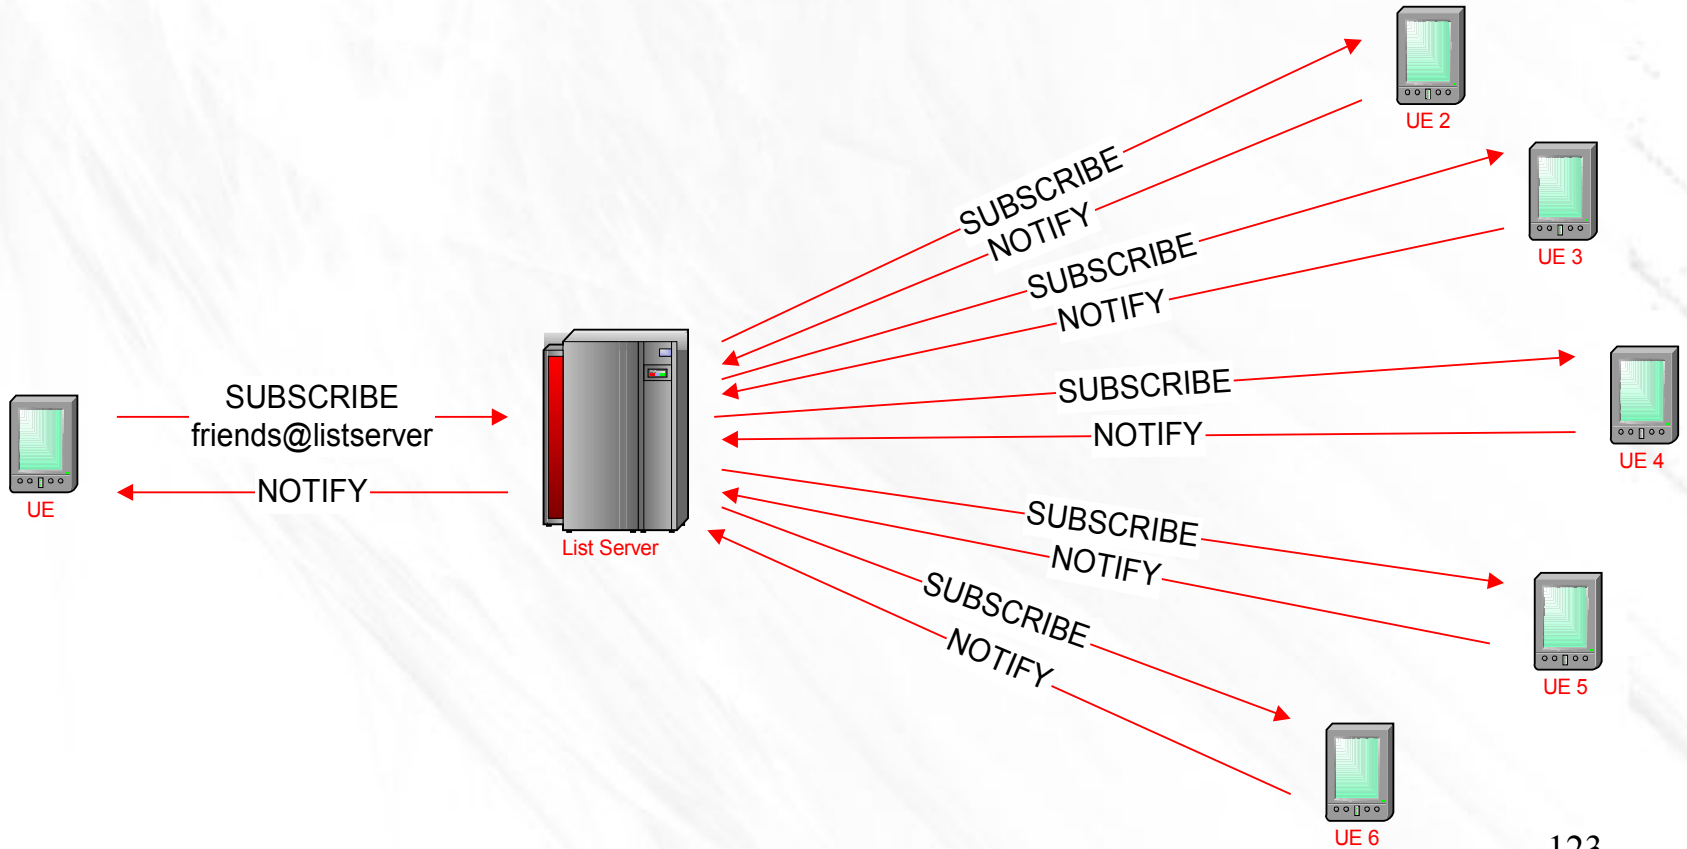 UE 2
SUBSCRIBE
NOTIFY
UE 3
SUBSCRIBE
NOTIFY
SUBSCRIBE
friends@listserver
NOTIFY
UE
List Server
SUBSCRIBE
NOTIFY
UE 4
SUBSCRIBE
NOTIFY
UE 5
SUBSCRIBE
NOTIFY
UE 6
123